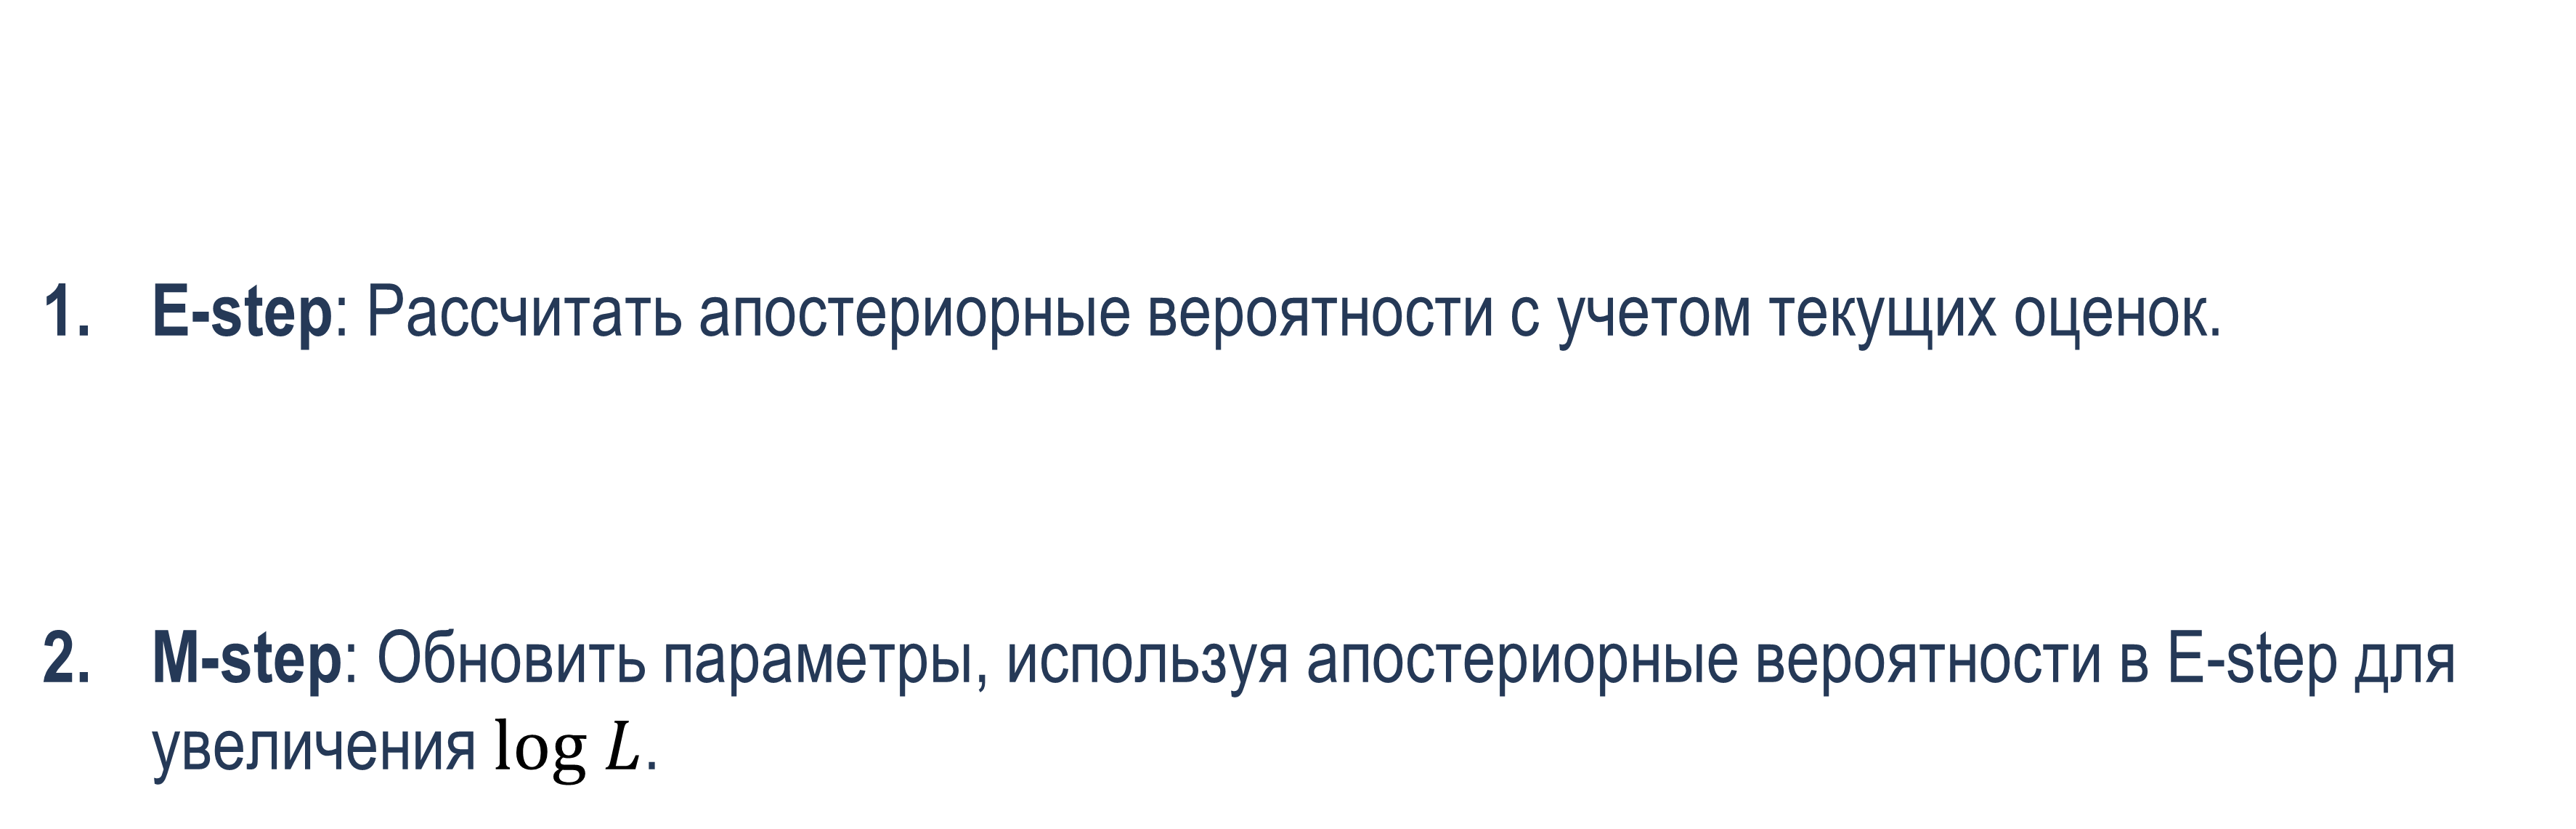 1. E-step: Рассчитать апостериорные вероятности с учетом текущих оценок.
2. M-step: Обновить параметры, используя апостериорные вероятности в E-step для
увеличения log L.